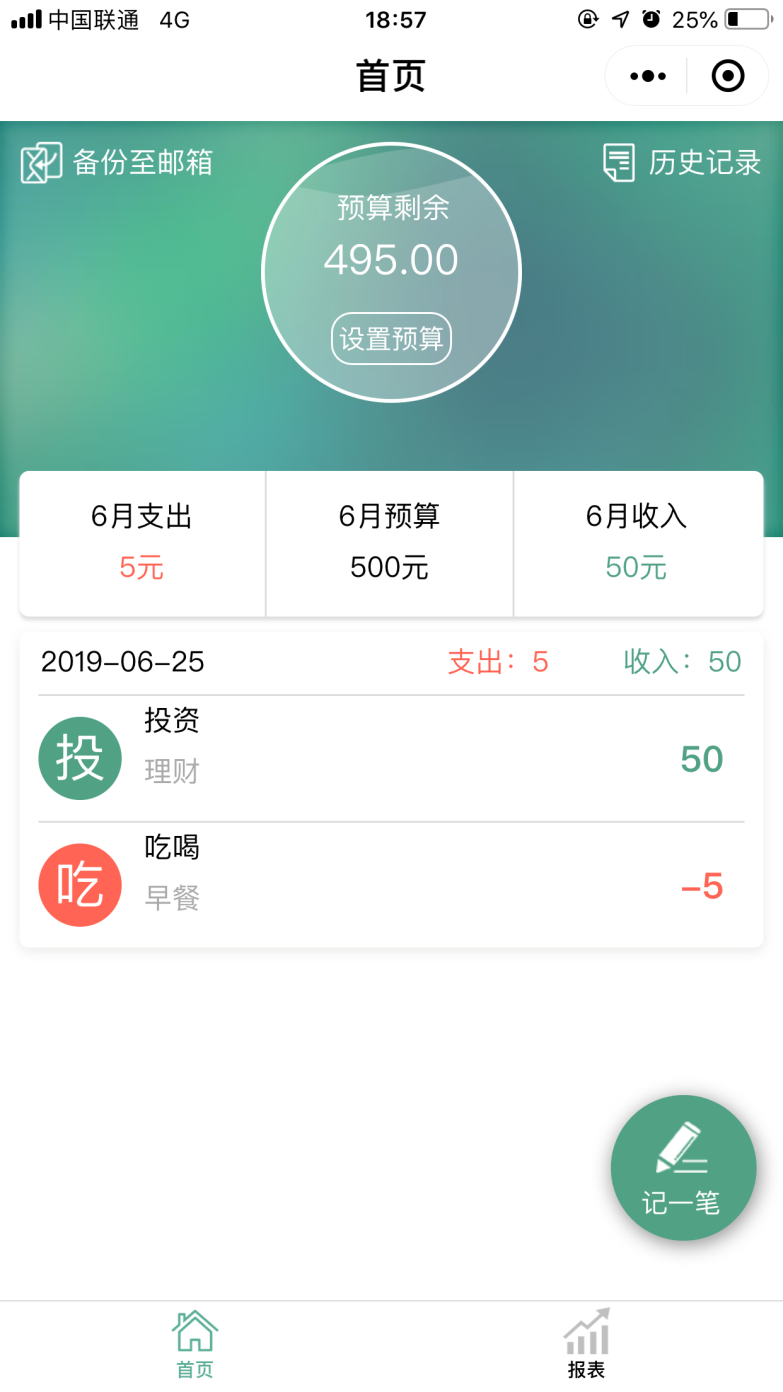 中国联通 4G 18:57 25%
首页
备份至邮箱 历史记录
预算剩余
495.00
设置预算
6月支出 6月预算 6月收入
5元 500元 50元
2019-06-25 支出：5 收入：50
投 投资
理财
50
吃 吃喝
早餐
-5
记一笔
首页 报表